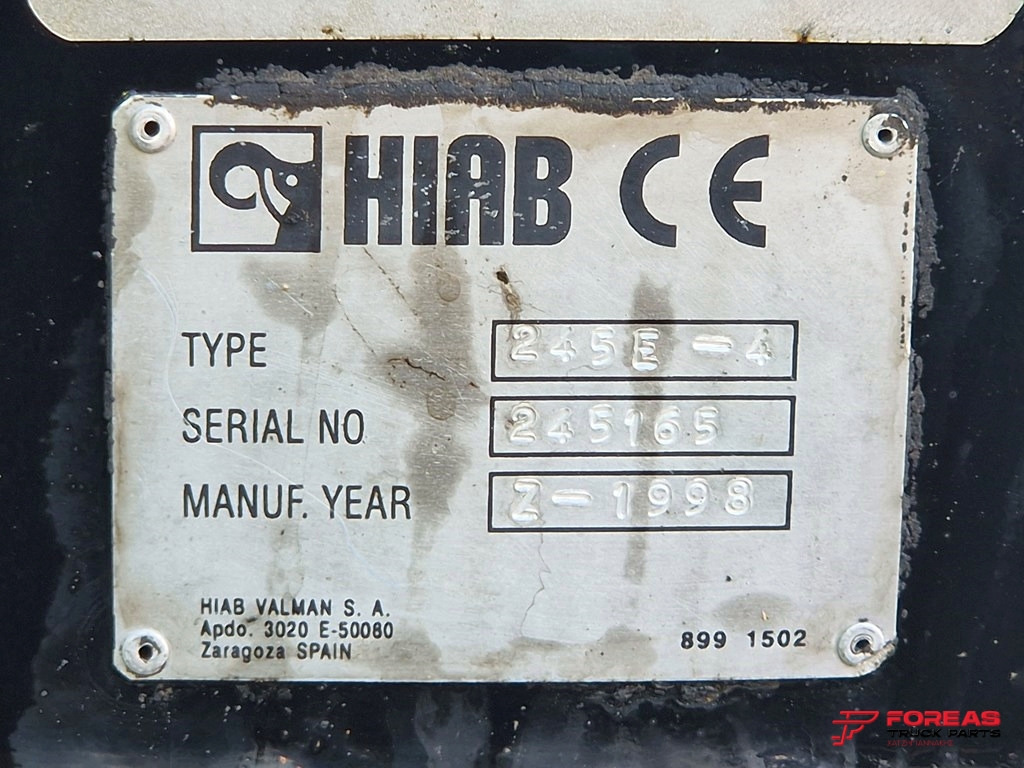 HIAB CE
TYPE 245E-4
SERIAL NO 245165
MANUF. YEAR Z-1998
HIAB VALMAN S. A.
Apdo. 3020 E-50080
Zaragoza SPAIN
899 1502
FOREAS
TRUCK PARTS
ΧΑΤΖΗΓΙΑΝΝΑΚΗΣ